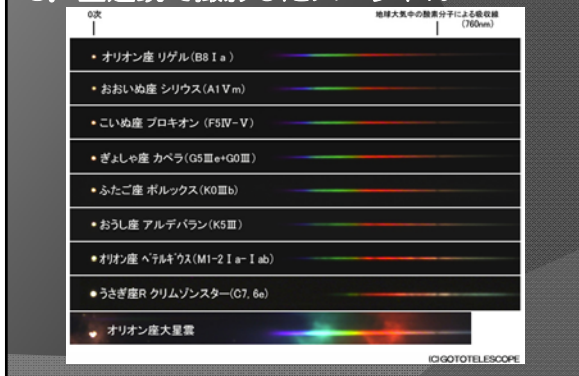 0次
地球大気中の酸素分子による吸収線
(760nm)
オリオン座 リゲル(B8Ⅰa)
おおいぬ座 シリウス(A1Ⅴm)
こいぬ座 プロキオン (F5Ⅳ-Ⅴ)
ぎょしゃ座 カペラ(G5Ⅲe+G0Ⅲ)
ふたご座 ポルックス(K0Ⅲb)
おうし座 アルデバラン(K5Ⅲ)
オリオン座 ベテルギウス(M1-2Ⅰa-Ⅰab)
うさぎ座R クリムゾンスター(C7, 6e)
オリオン座大星雲
(C)GOTOTELESCOPE